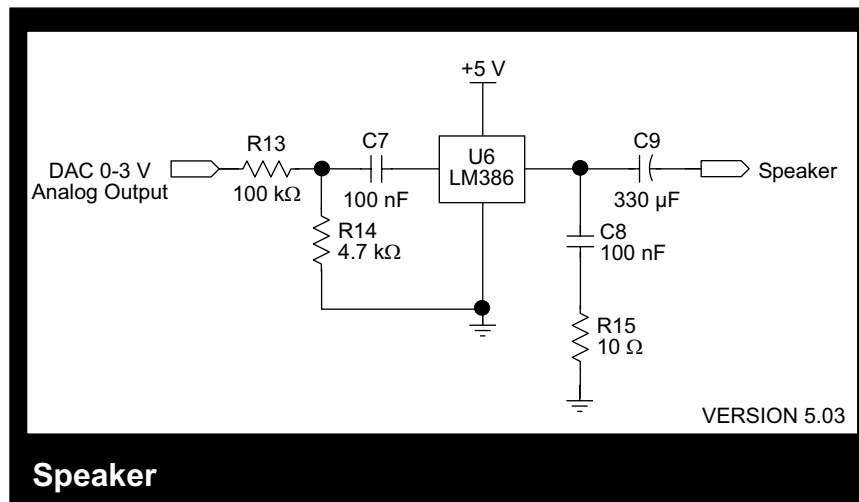 +5 V
R13
C7
U6
LM386
C9
DAC 0-3 V
Analog Output
100 kΩ
100 nF
330 µF
Speaker
R14
4.7 kΩ
C8
100 nF
R15
10 Ω
VERSION 5.03
Speaker